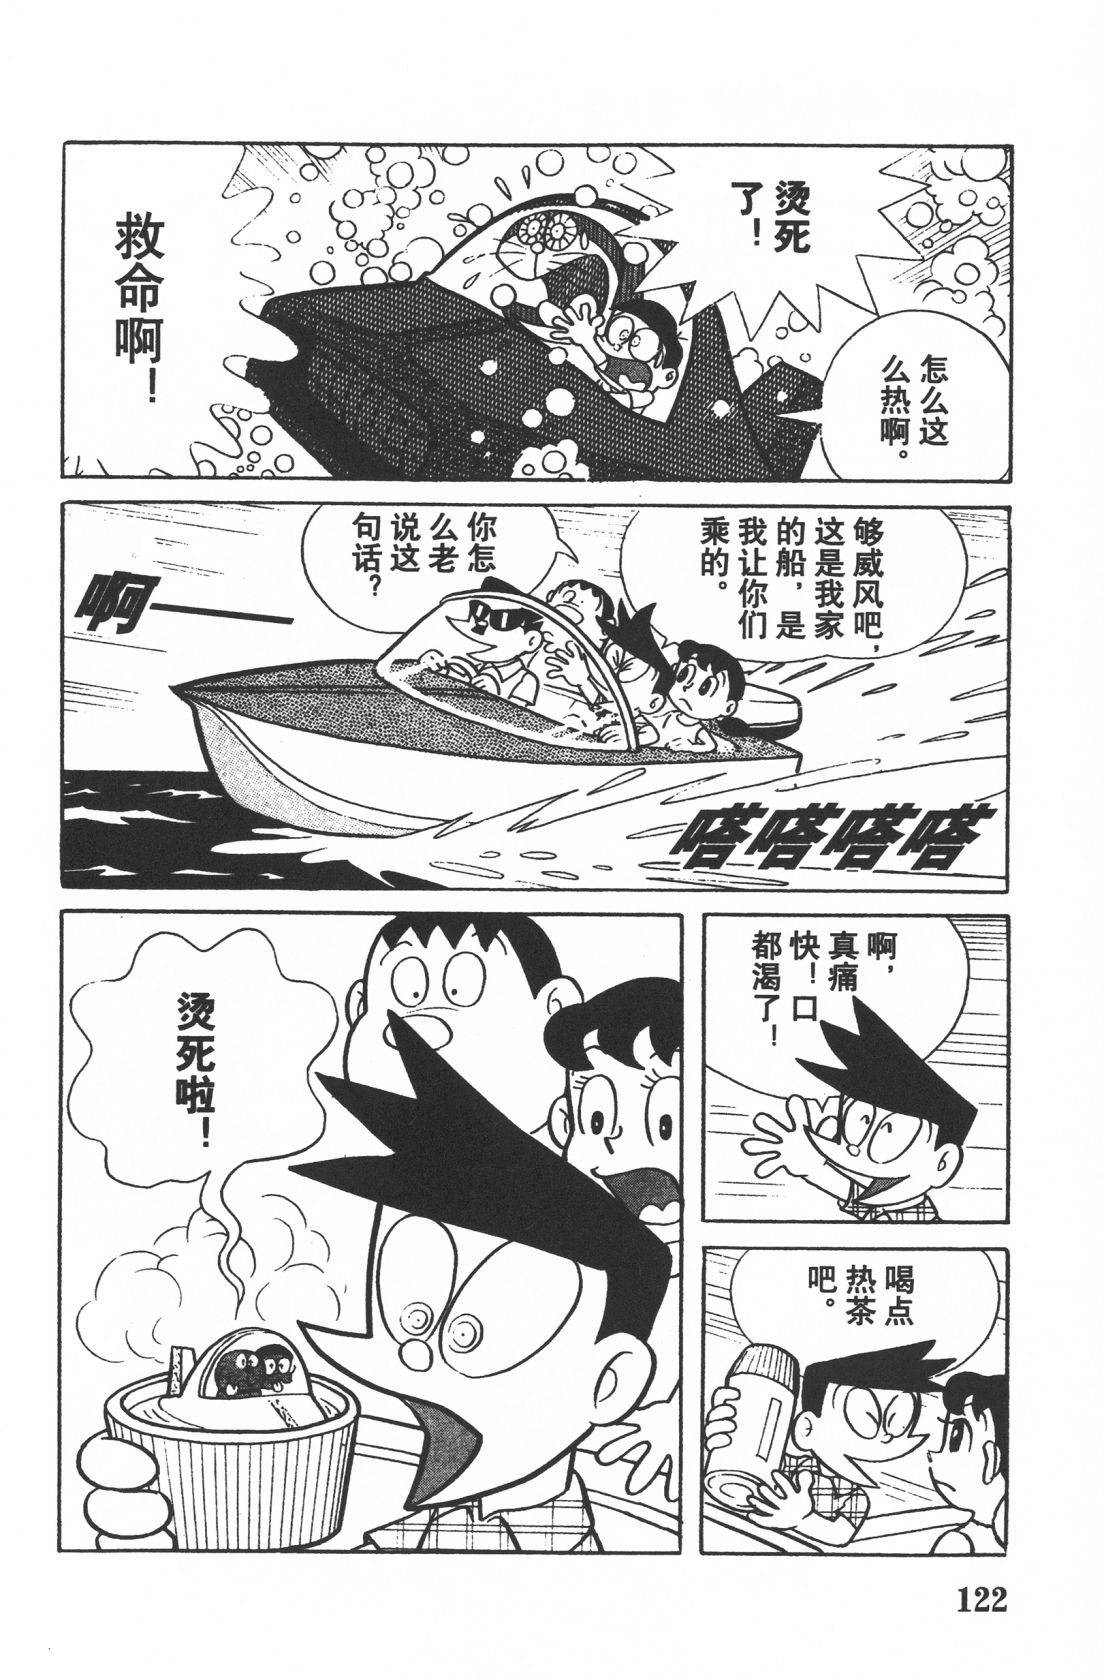 怎么这
么热啊。
烫死
了！
救命啊！
够威风吧，
这是我家
的船，是
我让你们
乘的。
你怎
么老
说这
句话？
啊——
嗒嗒嗒嗒
啊，
真痛
快！口
都渴了！
喝点
热茶
吧。
烫死啦！
122